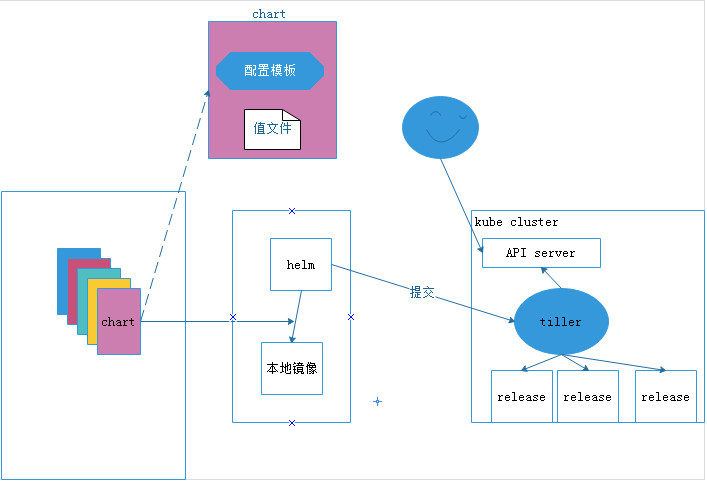 chart
配置模板
值文件
kube cluster
API server
helm
提交
chart
tiller
本地镜像
release
release
release